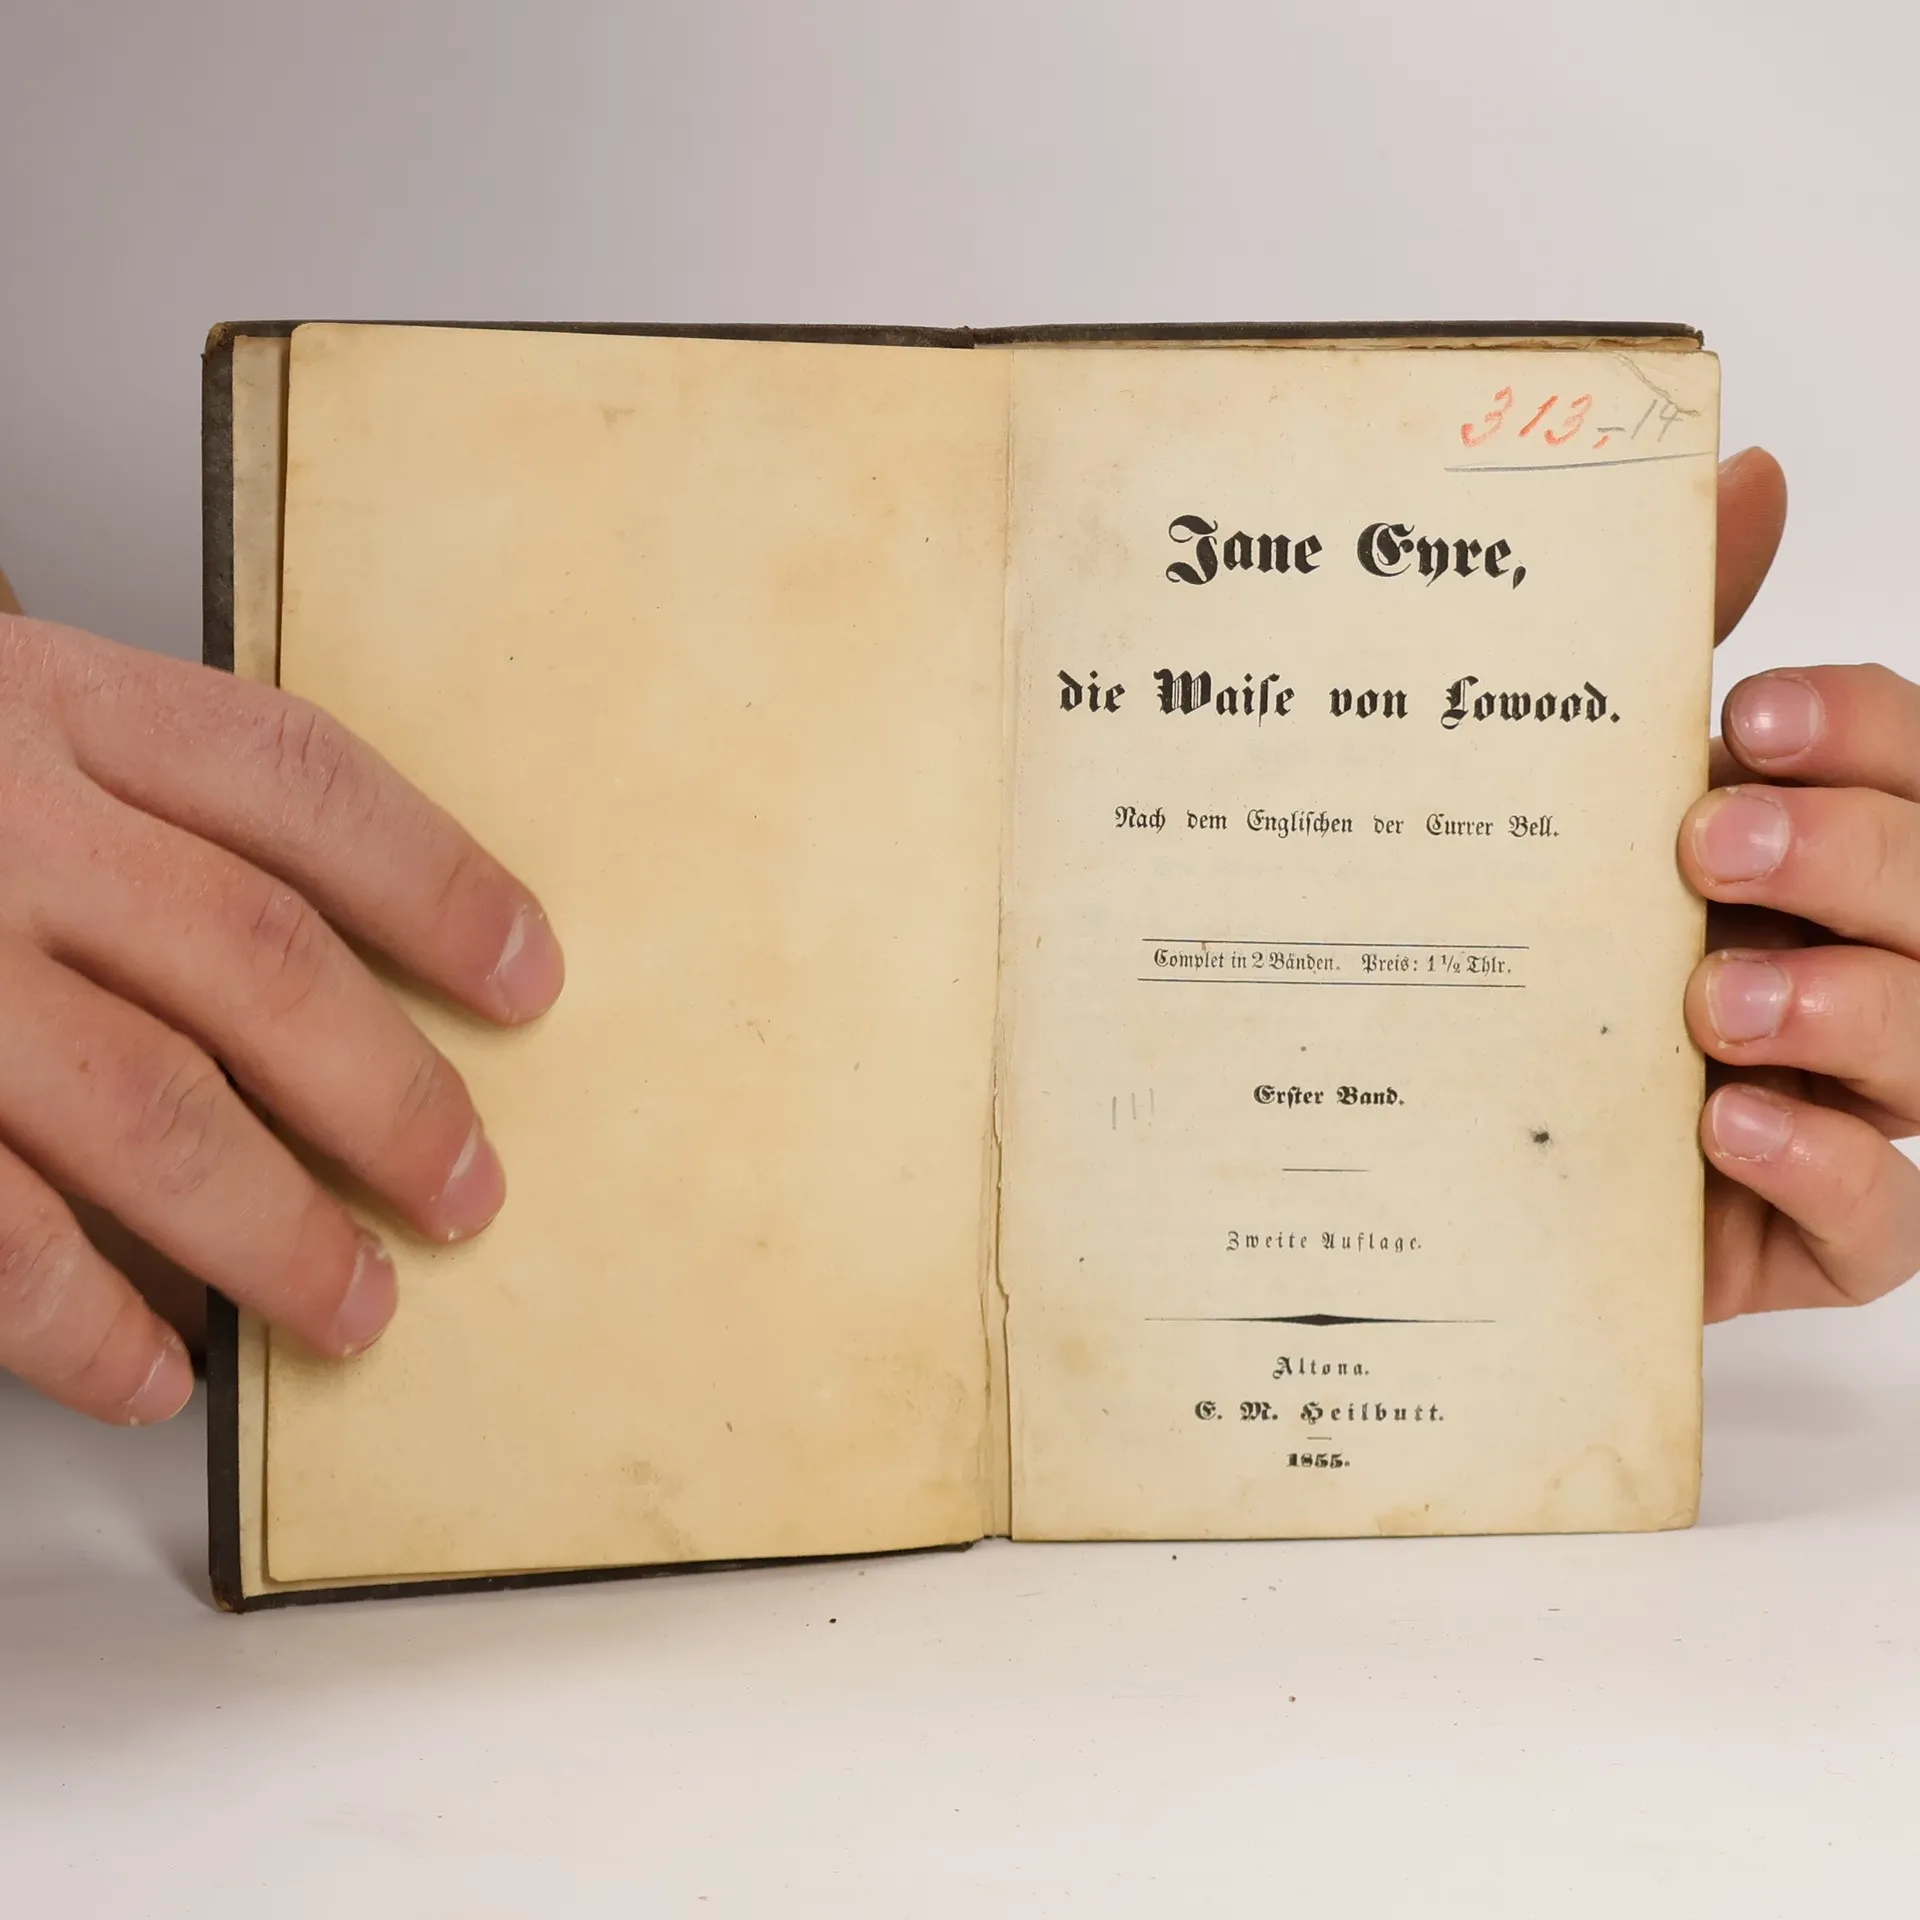 313,-14
Jane Eyre,
die Waiſe von Lowood.
Nach dem Engliſchen der Currer Bell.
Complet in 2 Bänden. Preis: 1 1/2 Thlr.
Erſter Band.
Zweite Auflage.
Altona.
E. M. Heilbutt.
1855.